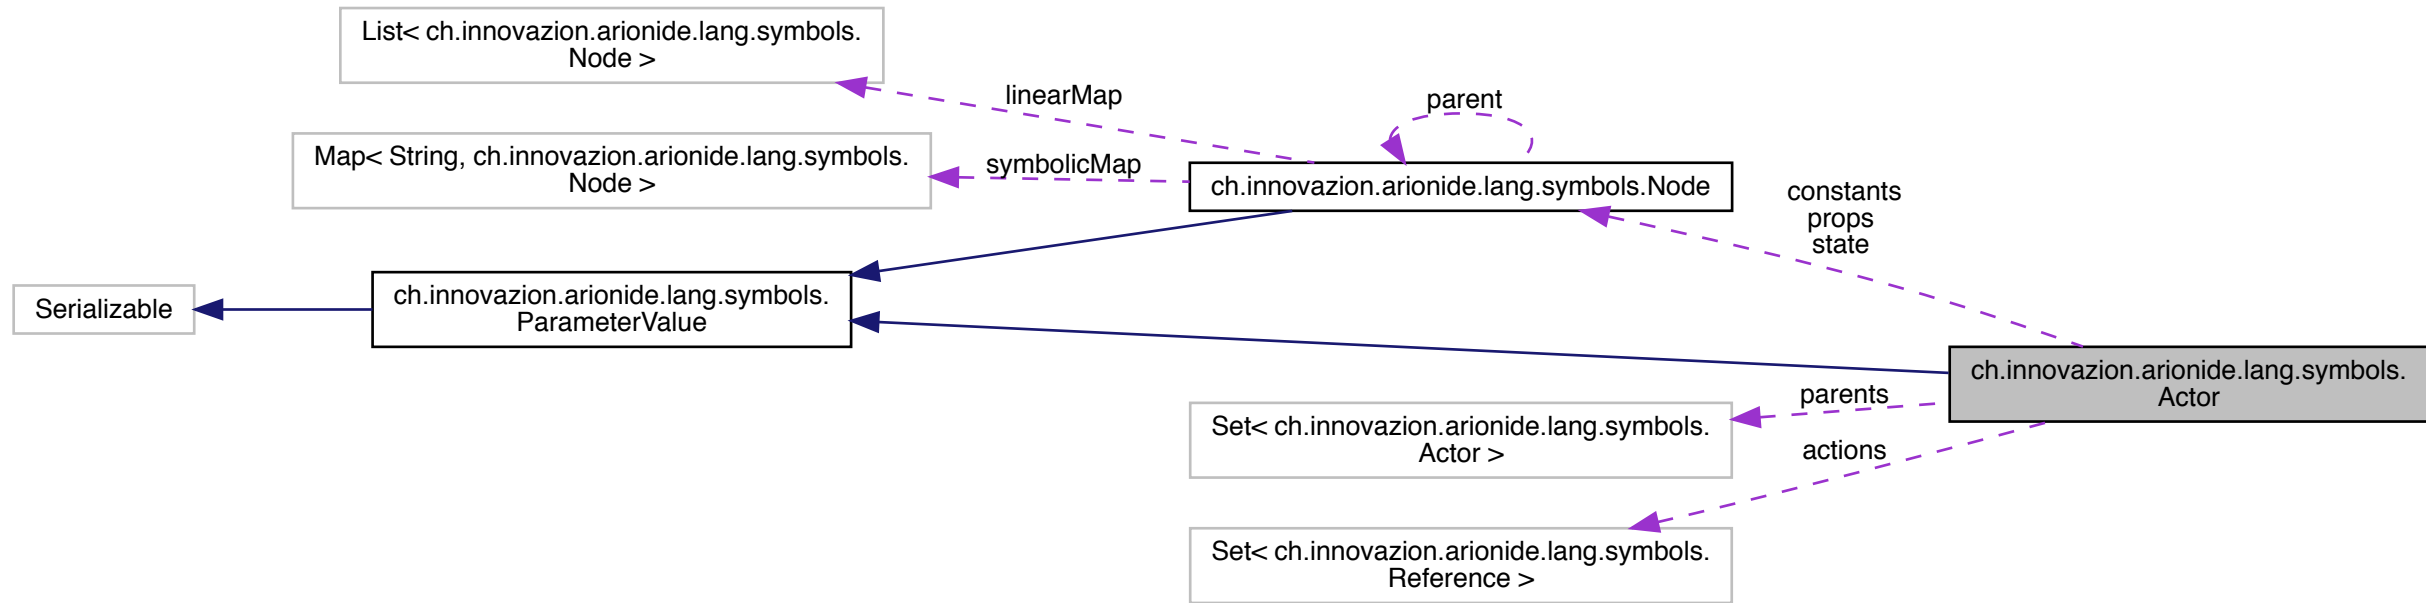 List< ch.innovazion.arionide.lang.symbols.
Node >
linearMap
parent
Map< String, ch.innovazion.arionide.lang.symbols.
Node >
symbolicMap
ch.innovazion.arionide.lang.symbols.Node
constants
props
state
Serializable
ch.innovazion.arionide.lang.symbols.
ParameterValue
ch.innovazion.arionide.lang.symbols.
Actor
parents
Set< ch.innovazion.arionide.lang.symbols.
Actor >
actions
Set< ch.innovazion.arionide.lang.symbols.
Reference >